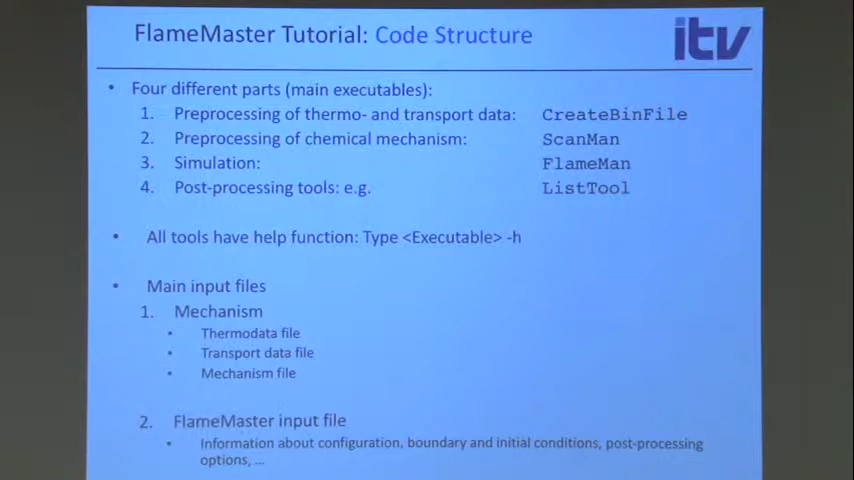 FlameMaster Tutorial: Code Structure
itv
• Four different parts (main executables):
1. Preprocessing of thermo- and transport data: CreateBinFile
2. Preprocessing of chemical mechanism: ScanMan
3. Simulation: FlameMan
4. Post-processing tools: e.g. ListTool
• All tools have help function: Type <Executable> -h
• Main input files
1. Mechanism
• Thermodata file
• Transport data file
• Mechanism file
2. FlameMaster input file
• Information about configuration, boundary and initial conditions, post-processing
options, ...